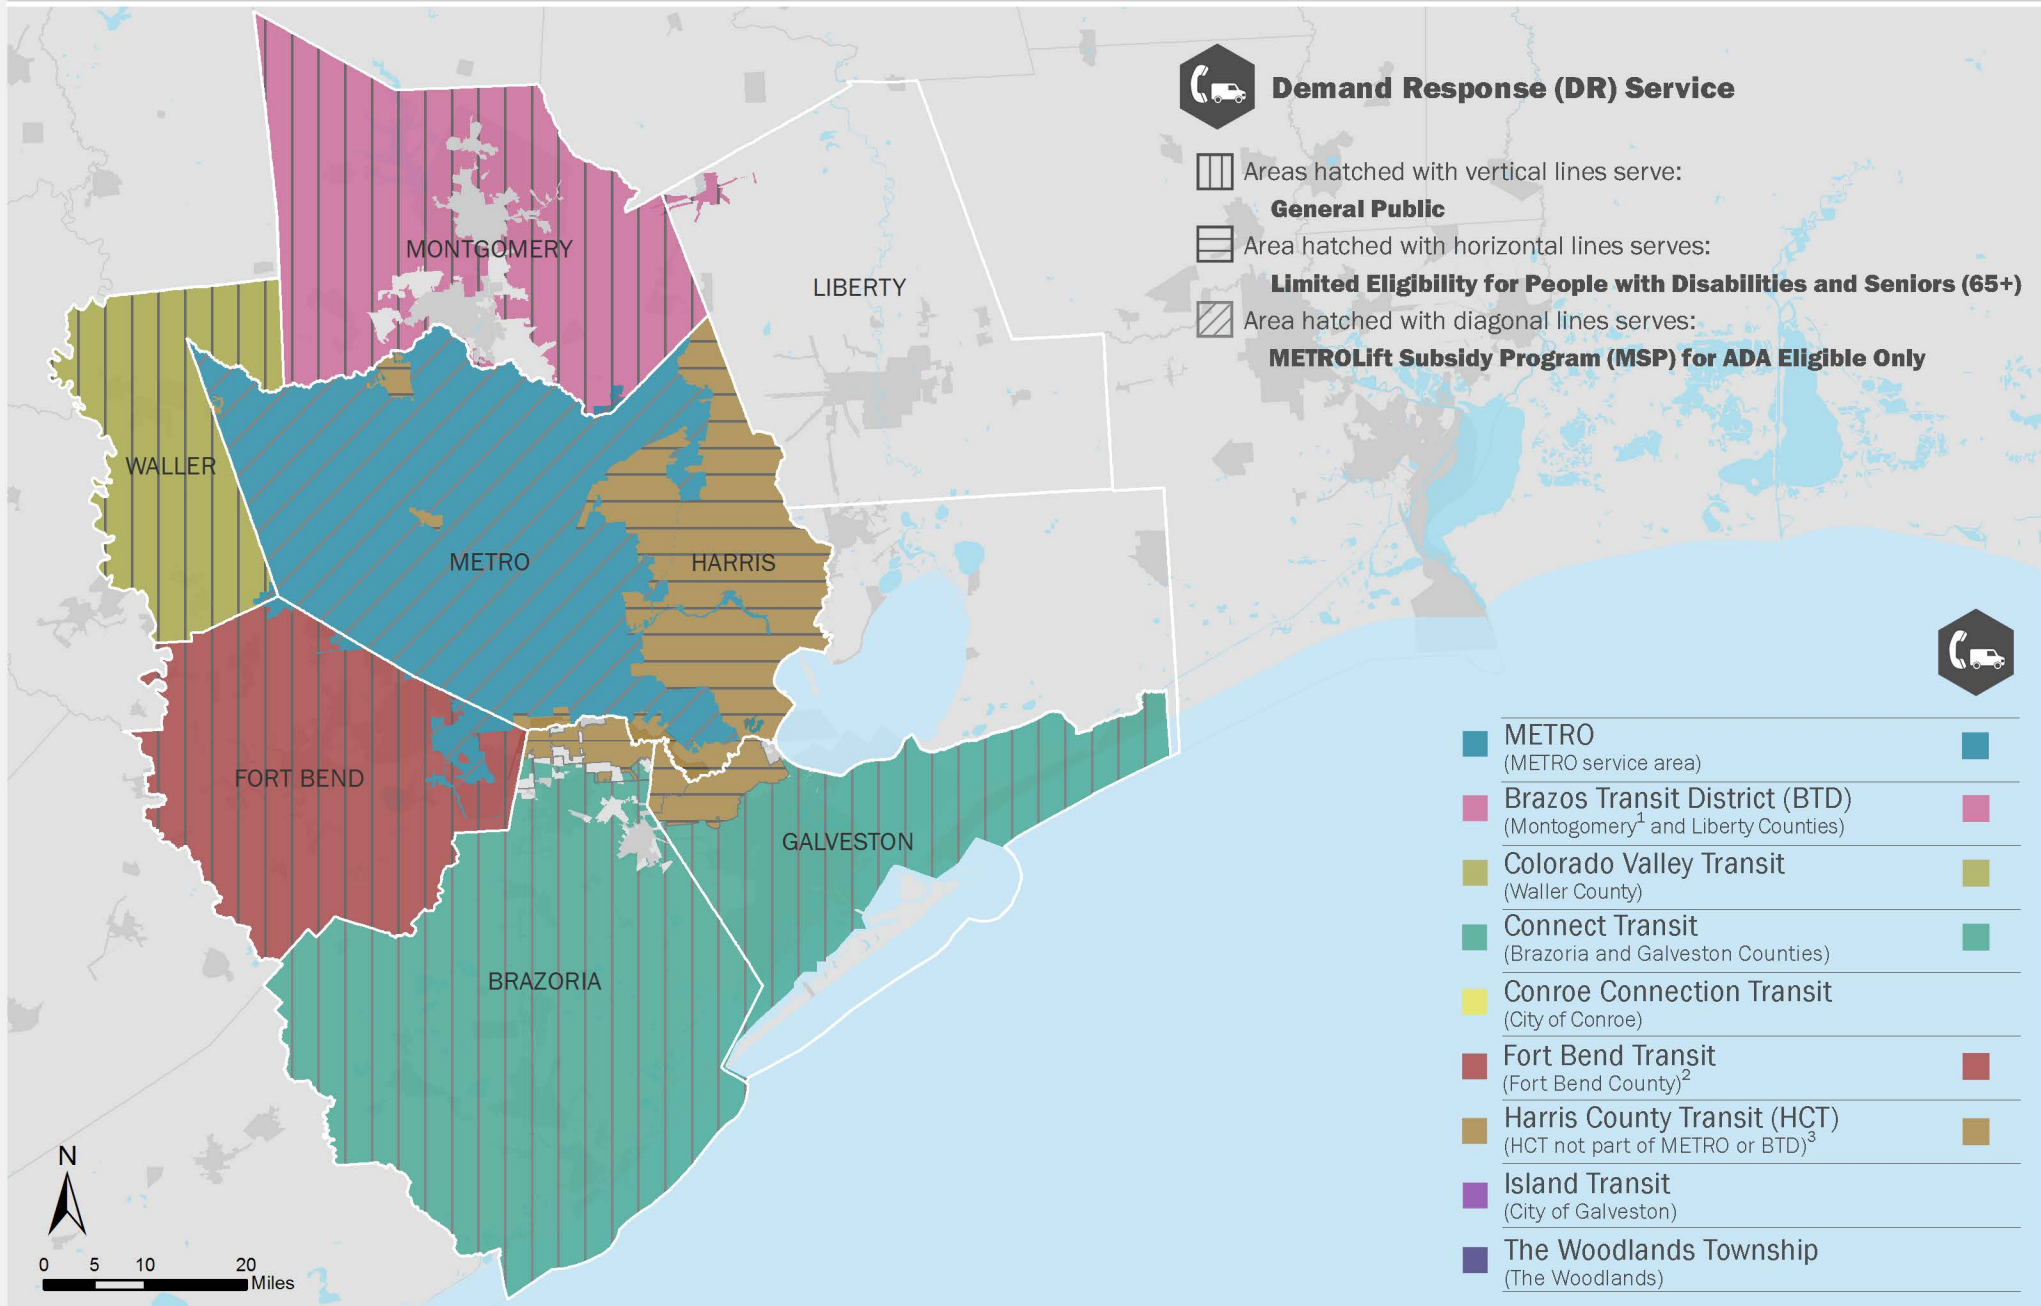 Demand Response (DR) Service
Areas hatched with vertical lines serve:
General Public
Area hatched with horizontal lines serves:
Limited Eligibility for People with Disabilities and Seniors (65+)
Area hatched with diagonal lines serves:
METROLift Subsidy Program (MSP) for ADA Eligible Only
MONTGOMERY
LIBERTY
WALLER
METRO
HARRIS
FORT BEND
GALVESTON
BRAZORIA
METRO
(METRO service area)
Brazos Transit District (BTD)
(Montogomery¹ and Liberty Counties)
Colorado Valley Transit
(Waller County)
Connect Transit
(Brazoria and Galveston Counties)
Conroe Connection Transit
(City of Conroe)
Fort Bend Transit
(Fort Bend County)²
Harris County Transit (HCT)
(HCT not part of METRO or BTD)³
Island Transit
(City of Galveston)
The Woodlands Township
(The Woodlands)
N
0 5 10 20
Miles